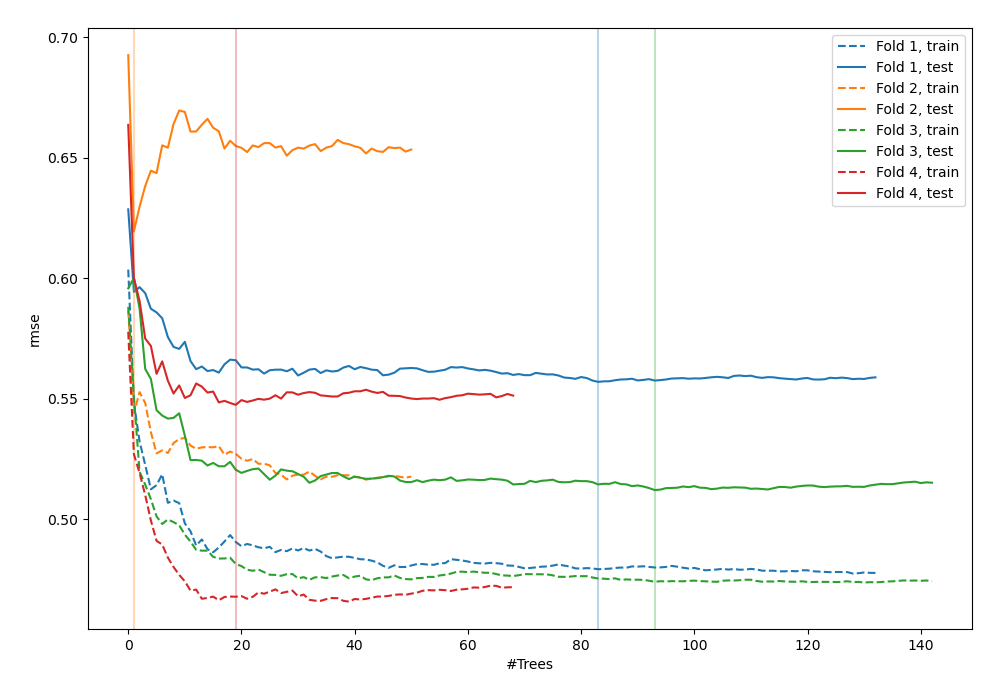 0.70
0.65
0.60
0.55
0.50
rmse
0
20
40
60
80
100
120
140
#Trees
Fold 1, train
Fold 1, test
Fold 2, train
Fold 2, test
Fold 3, train
Fold 3, test
Fold 4, train
Fold 4, test